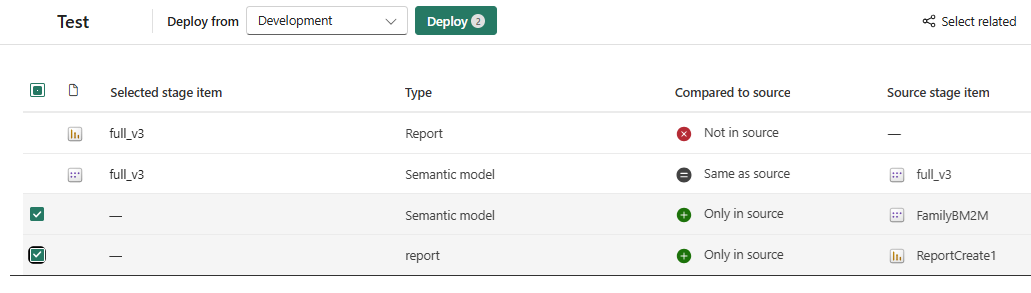 Test Deploy from Development Deploy 2 Select related
Selected stage item Type Compared to source Source stage item
full_v3 Report Not in source —
full_v3 Semantic model Same as source full_v3
— Semantic model Only in source FamilyBM2M
— report Only in source ReportCreate1